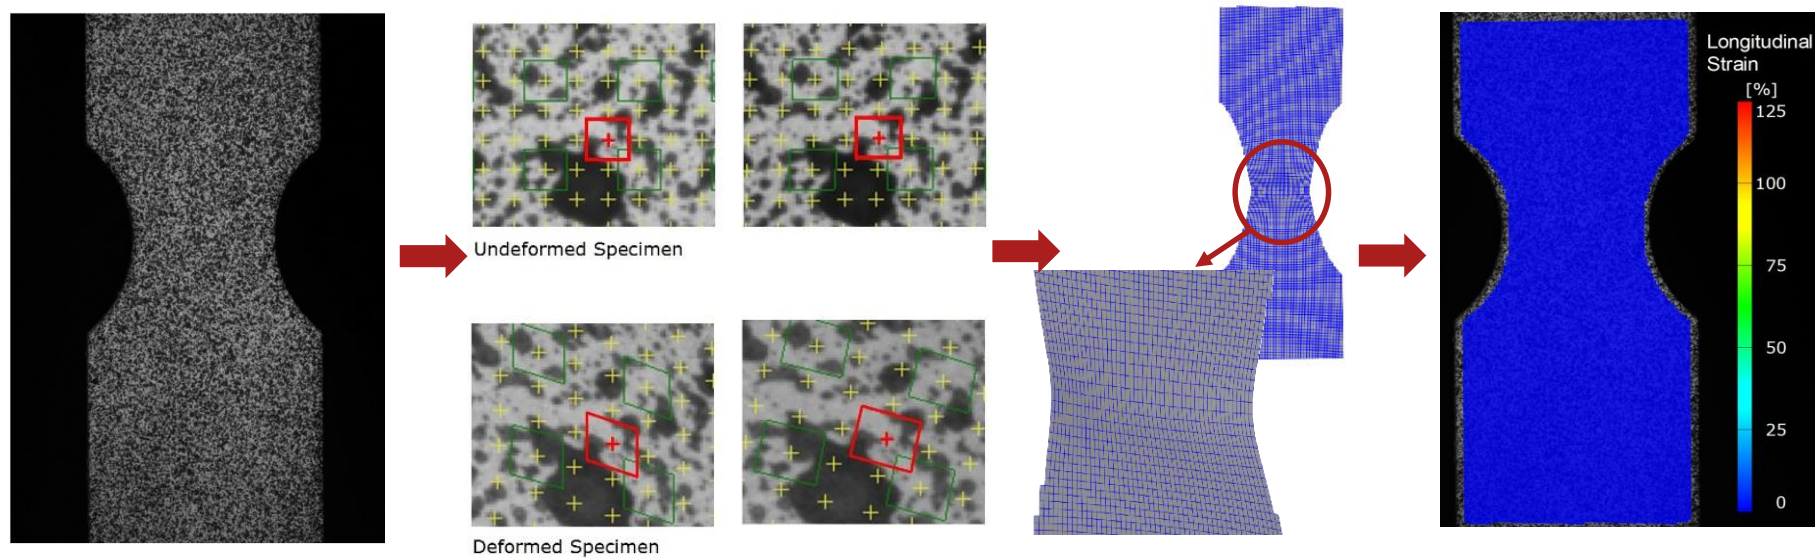 Undeformed Specimen
Deformed Specimen
Longitudinal
Strain
[%]
125
100
75
50
25
0